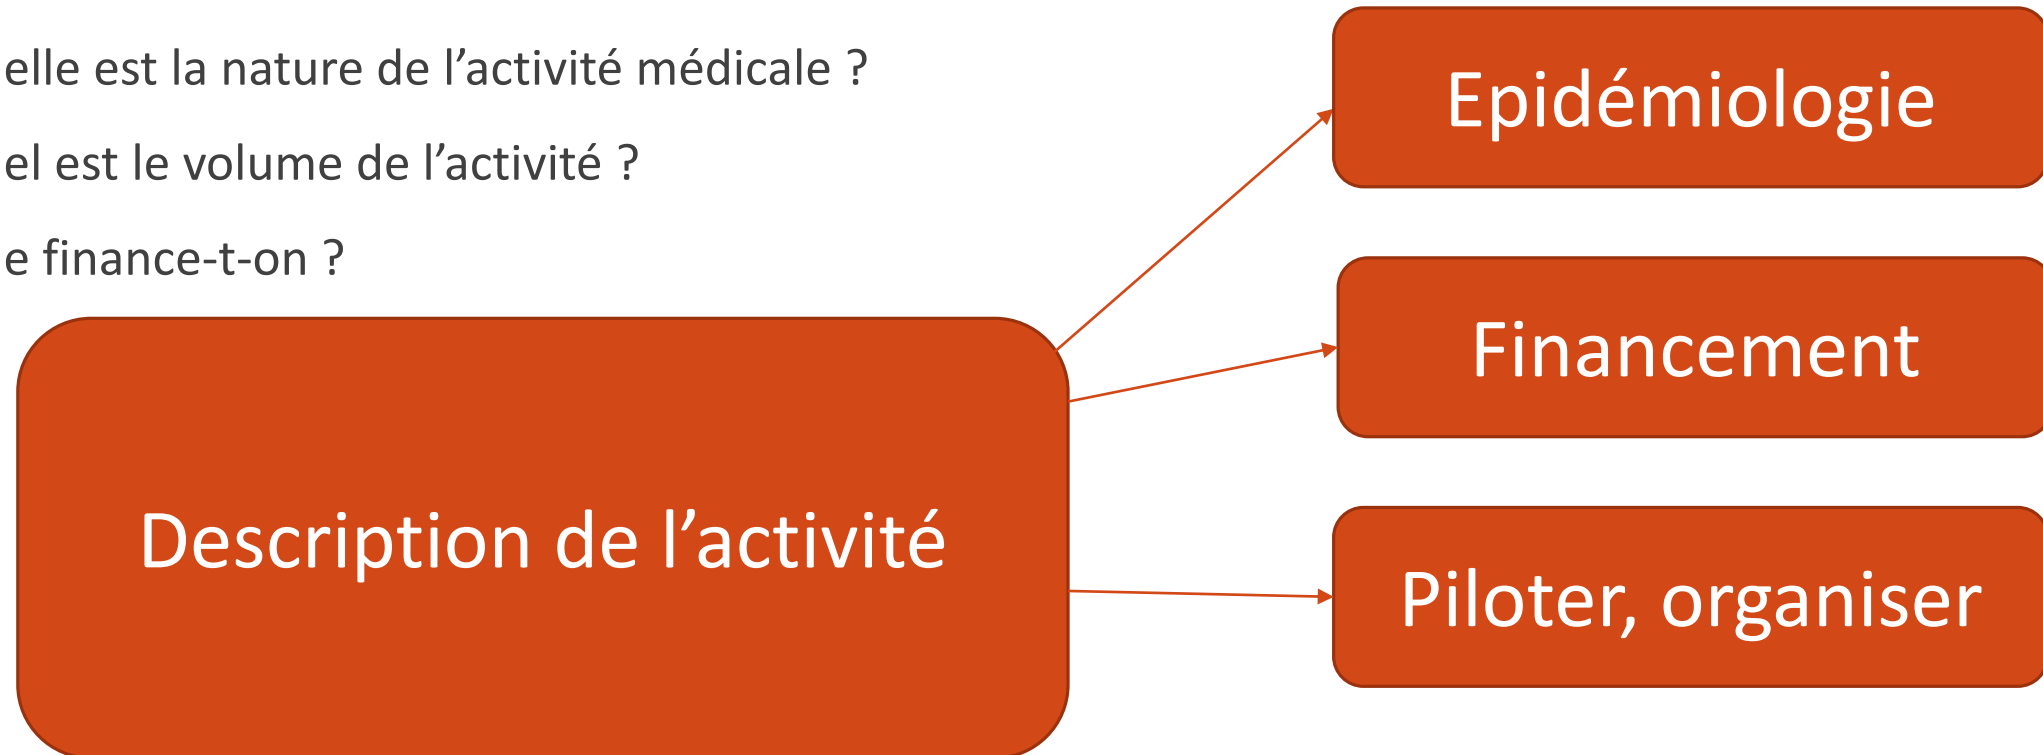 elle est la nature de l’activité médicale ?
el est le volume de l’activité ?
e finance-t-on ?
Description de l’activité
Epidémiologie
Financement
Piloter, organiser